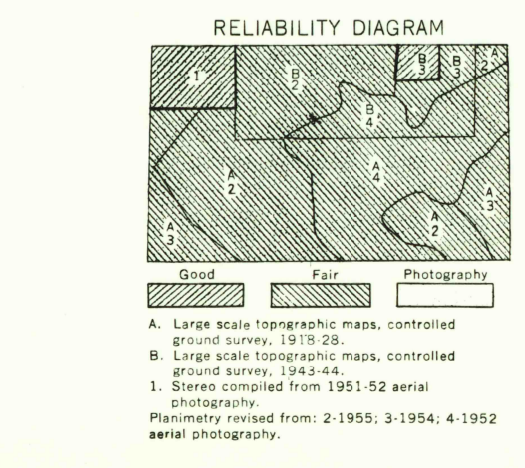 RELIABILITY DIAGRAM
1
B
2
B
3
B
3
A
2
B
4
A
2
A
4
A
3
A
2
A
3
Good Fair Photography
A. Large scale topographic maps, controlled
ground survey, 1918-28.
B. Large scale topographic maps, controlled
ground survey, 1943-44.
1. Stereo compiled from 1951-52 aerial
photography.
Planimetry revised from: 2-1955; 3-1954; 4-1952
aerial photography.